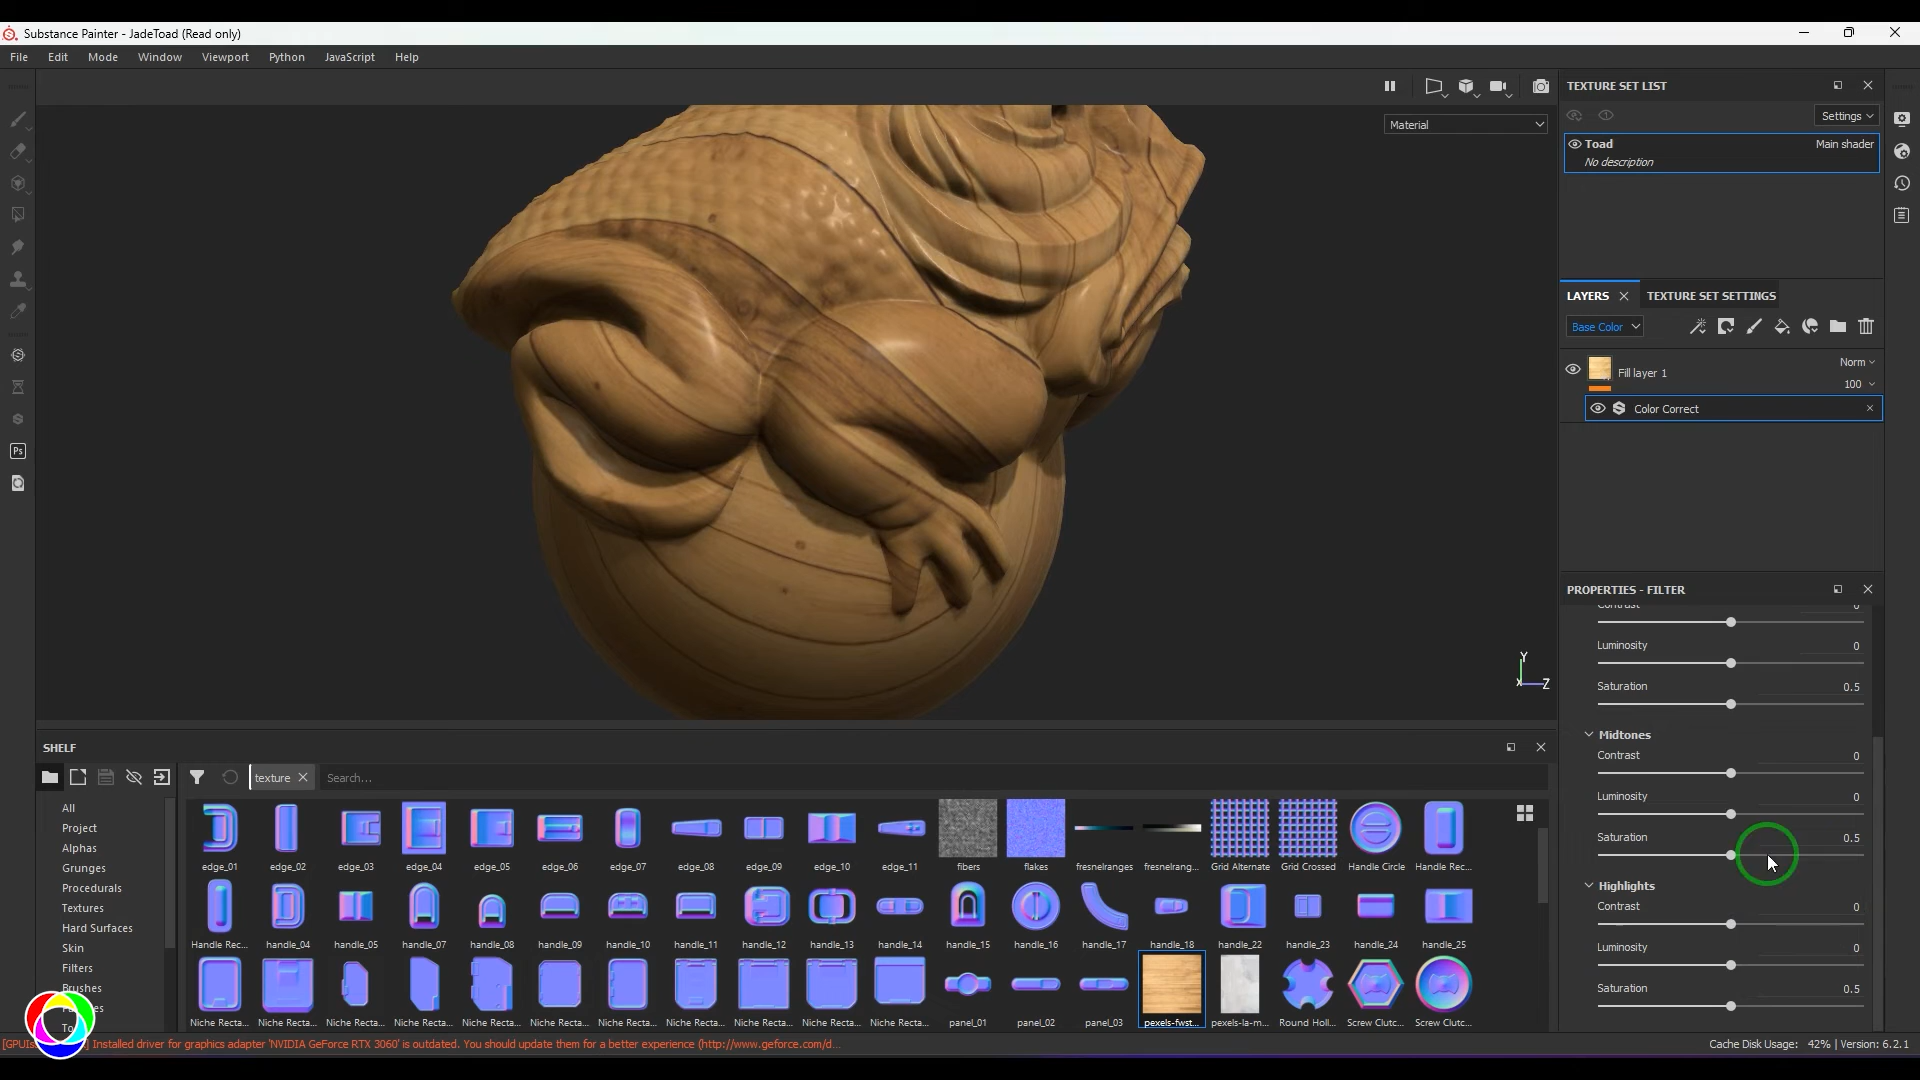 Substance Painter - JadeToad (Read only)
File Edit Mode Window Viewport Python JavaScript Help
Material
Y
X Z
TEXTURE SET LIST
Settings
Toad Main shader
No description
LAYERS TEXTURE SET SETTINGS
Base Color
Norm
Fill layer 1
100
Color Correct
PROPERTIES - FILTER
Contrast 0
Luminosity 0
Saturation 0.5
Midtones
Contrast 0
Luminosity 0
Saturation 0.5
Highlights
Contrast 0
Luminosity 0
Saturation 0.5
SHELF
texture Search...
All
Project
Alphas
Grunges
Procedurals
Textures
Hard Surfaces
Skin
Filters
Brushes
Ps
edge_01 edge_02 edge_03 edge_04 edge_05 edge_06 edge_07 edge_08 edge_09 edge_10 edge_11 fibers flakes fresnelranges fresnelrang... Grid Alternate Grid Crossed Handle Circle Handle Rec...
Handle Rec... handle_04 handle_05 handle_07 handle_08 handle_09 handle_10 handle_11 handle_12 handle_13 handle_14 handle_15 handle_16 handle_17 handle_18 handle_22 handle_23 handle_24 handle_25
Niche Recta... Niche Recta... Niche Recta... Niche Recta... Niche Recta... Niche Recta... Niche Recta... Niche Recta... Niche Recta... Niche Recta... Niche Recta... panel_01 panel_02 panel_03 pexels-fwst... pexels-la-m... Round Holl... Screw Clutc... Screw Clutc...
Installed driver for graphics adapter 'NVIDIA GeForce RTX 3060' is outdated. You should update them for a better experience (http://www.geforce.com/d...
Cache Disk Usage: 42% | Version: 6.2.1